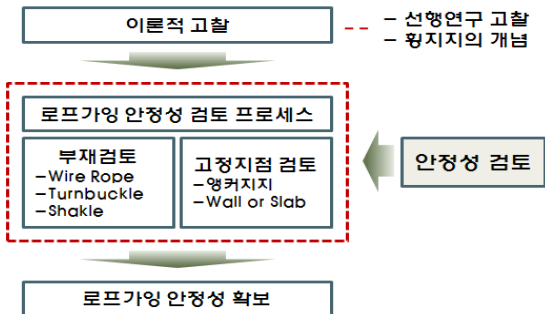 이론적 고찰
- 선행연구 고찰
- 횡지지의 개념
로프가잉 안정성 검토 프로세스
부재검토
-Wire Rope
-Turnbuckle
-Shakle
고정지점 검토
-앵커지지
-Wall or Slab
안정성 검토
로프가잉 안정성 확보